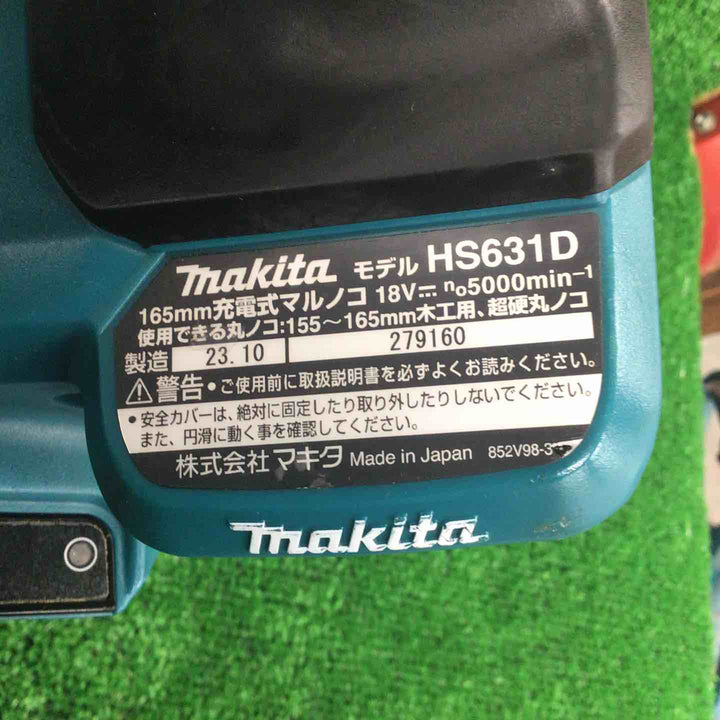 makita モデル HS631D
165mm充電式マルノコ 18V⎓ n₀5000min⁻¹
使用できる丸ノコ:155～165mm木工用、超硬丸ノコ
製造 23.10 279160
⚠警告・ご使用前に取扱説明書を必ずよくお読みください。
・安全カバーは、絶対に固定したり取り外したりしないでください。
また、円滑に動く事を確認してください。
株式会社マキタ Made in Japan 852V98-3
makita